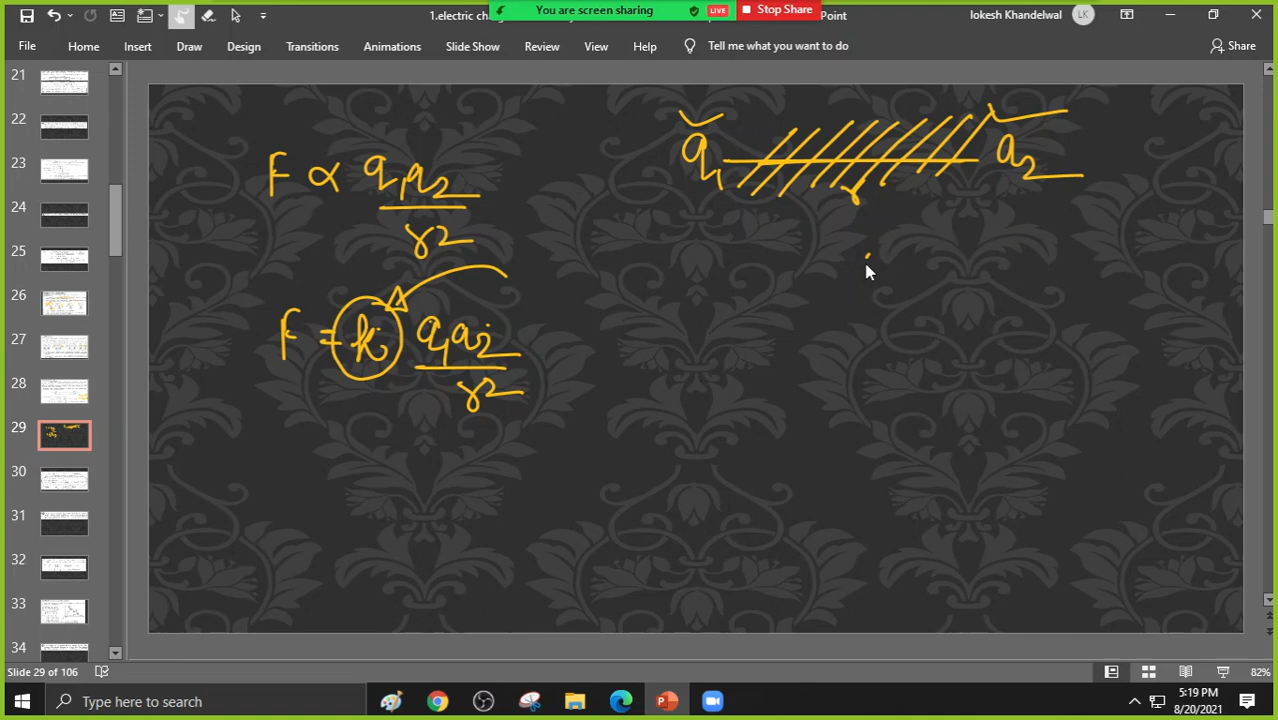 1.electric char
You are screen sharing
LIVE
Stop Share
Point
lokesh Khandelwal
LK
File
Home
Insert
Draw
Design
Transitions
Animations
Slide Show
Review
View
Help
Tell me what you want to do
Share
21
22
23
24
25
26
27
28
29
30
31
32
33
34
q₁
q₂
r
F ∝ q₁q₂
r²
F = k q₁q₂
r²
Slide 29 of 106
82%
Type here to search
5:19 PM
8/20/2021